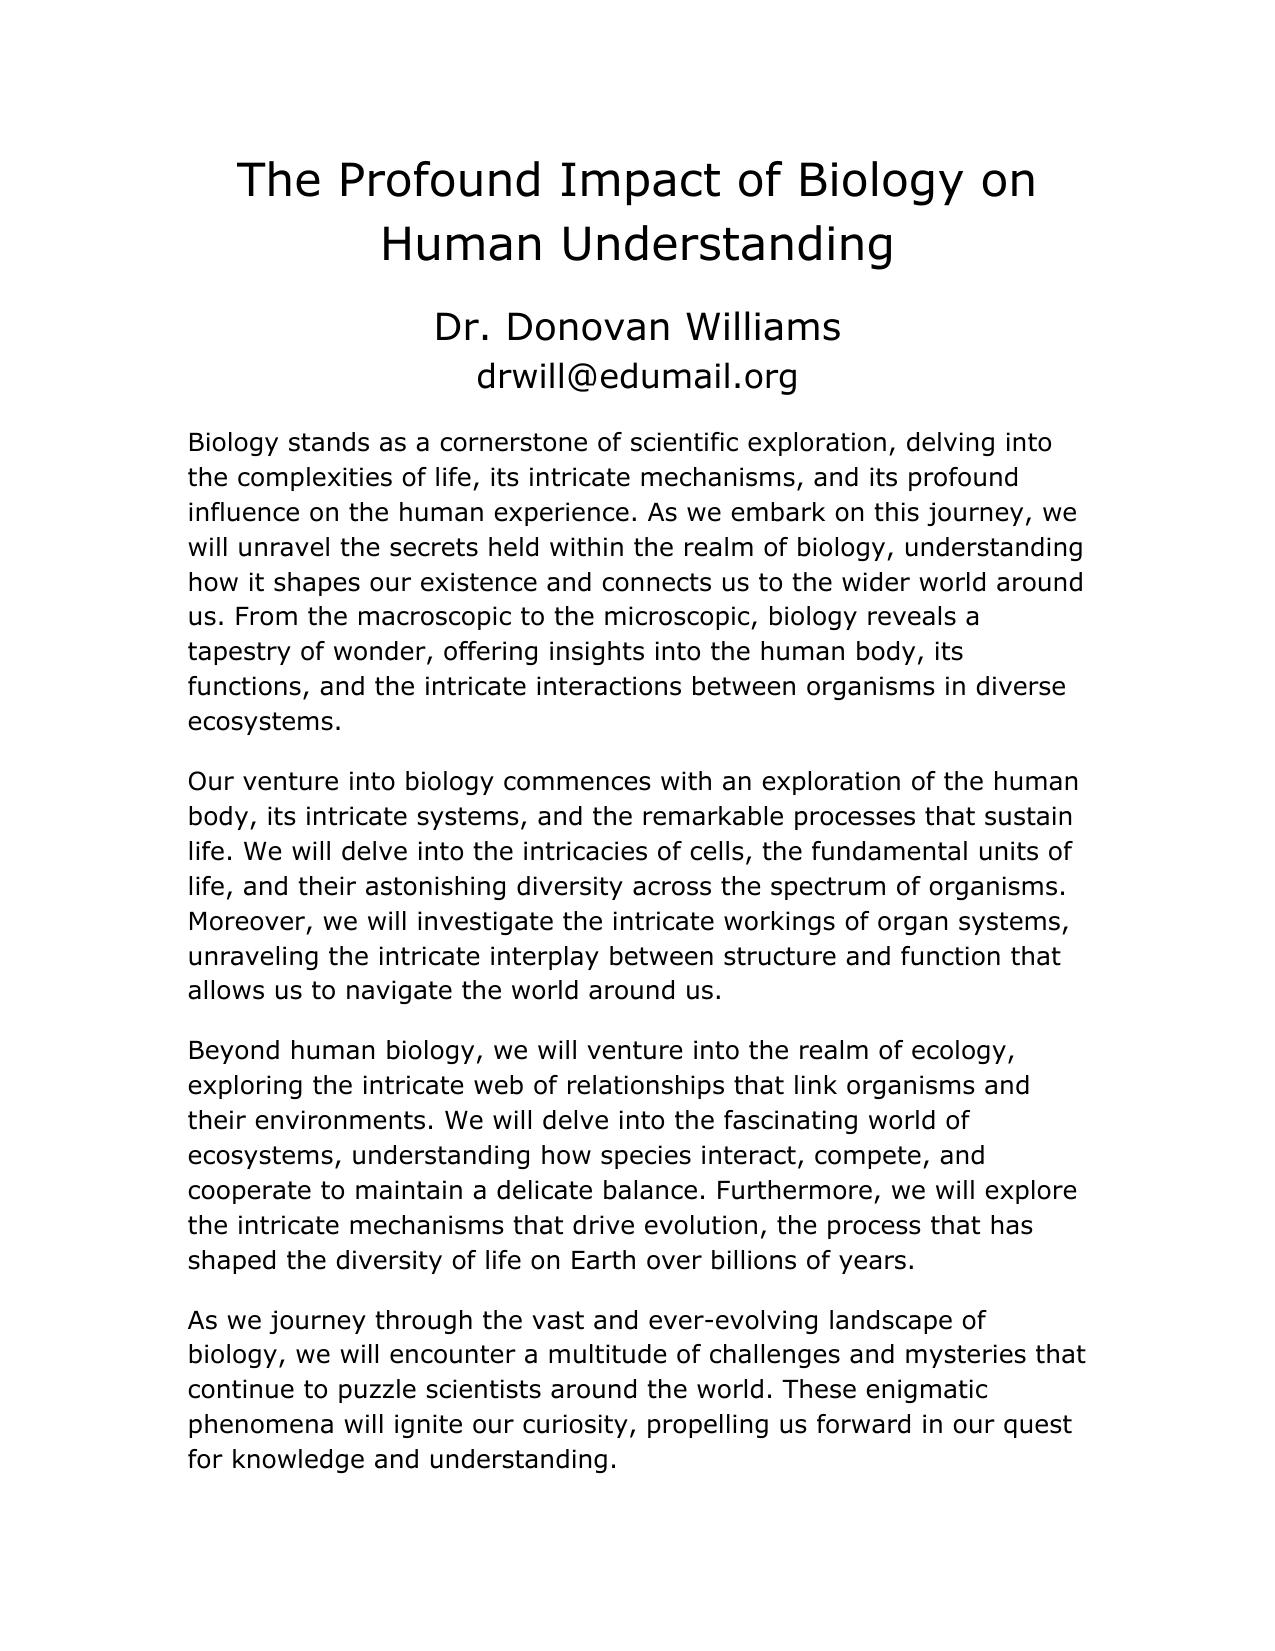 The Profound Impact of Biology on
Human Understanding
Dr. Donovan Williams
drwill@edumail.org
Biology stands as a cornerstone of scientific exploration, delving into
the complexities of life, its intricate mechanisms, and its profound
influence on the human experience. As we embark on this journey, we
will unravel the secrets held within the realm of biology, understanding
how it shapes our existence and connects us to the wider world around
us. From the macroscopic to the microscopic, biology reveals a
tapestry of wonder, offering insights into the human body, its
functions, and the intricate interactions between organisms in diverse
ecosystems.
Our venture into biology commences with an exploration of the human
body, its intricate systems, and the remarkable processes that sustain
life. We will delve into the intricacies of cells, the fundamental units of
life, and their astonishing diversity across the spectrum of organisms.
Moreover, we will investigate the intricate workings of organ systems,
unraveling the intricate interplay between structure and function that
allows us to navigate the world around us.
Beyond human biology, we will venture into the realm of ecology,
exploring the intricate web of relationships that link organisms and
their environments. We will delve into the fascinating world of
ecosystems, understanding how species interact, compete, and
cooperate to maintain a delicate balance. Furthermore, we will explore
the intricate mechanisms that drive evolution, the process that has
shaped the diversity of life on Earth over billions of years.
As we journey through the vast and ever-evolving landscape of
biology, we will encounter a multitude of challenges and mysteries that
continue to puzzle scientists around the world. These enigmatic
phenomena will ignite our curiosity, propelling us forward in our quest
for knowledge and understanding.